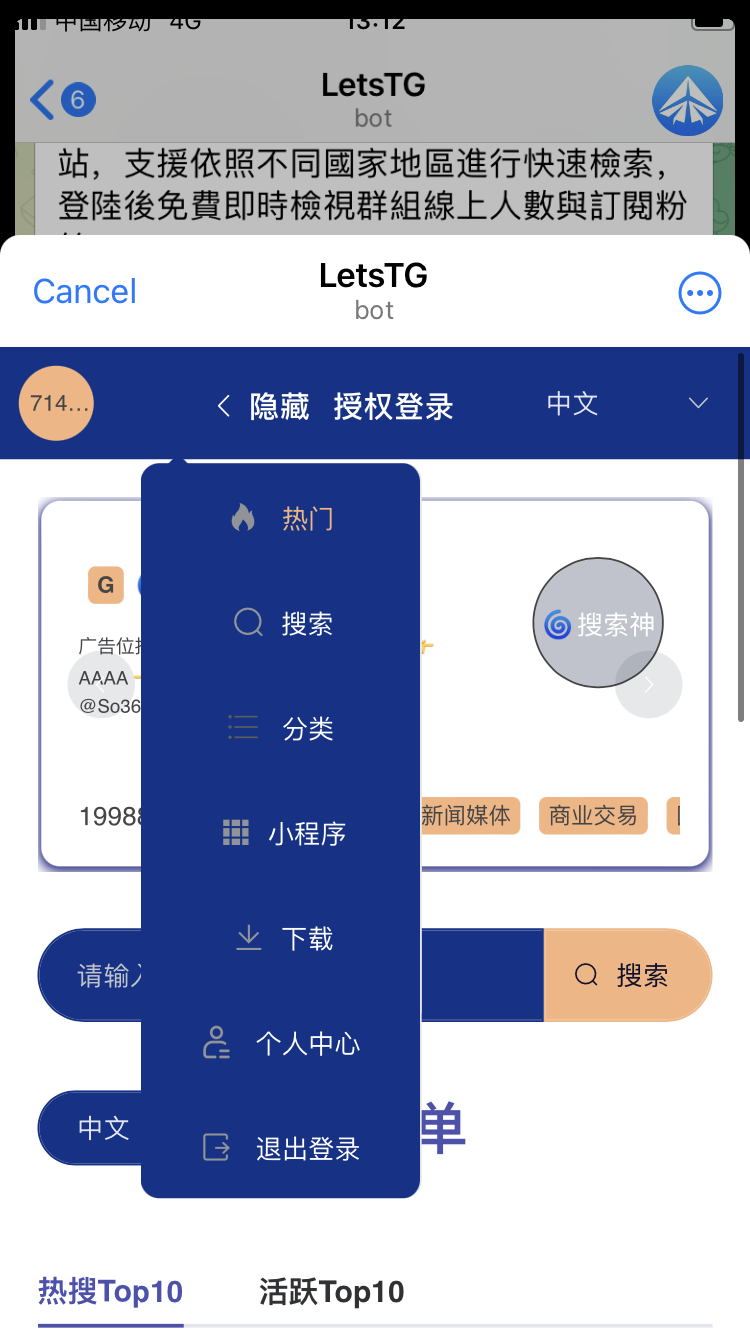 中国移动 4G 13:12
6
LetsTG
bot
站，支援依照不同國家地區進行快速檢索，
登陸後免費即時檢視群組線上人數與訂閱粉
Cancel
LetsTG
bot
714...
隐藏 授权登录
中文
热门
搜索
分类
小程序
下载
个人中心
退出登录
G
广告位
AAAA
@So36
搜索神
1998
新闻媒体
商业交易
请输入
搜索
中文
单
热搜Top10
活跃Top10